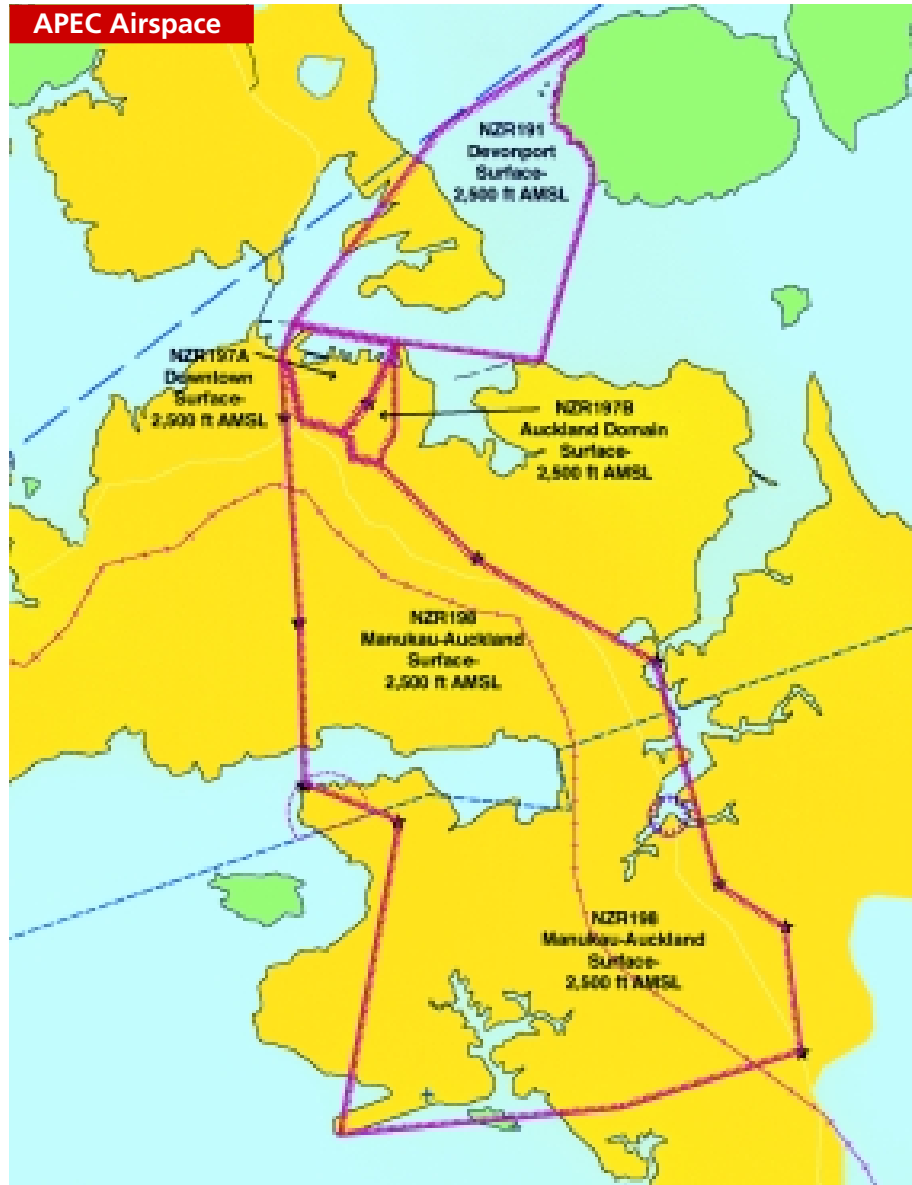 APEC Airspace
NZR191
Devonport
Surface-
2,500 ft AMSL
NZR197A
Downtown
Surface-
2,500 ft AMSL
NZR197B
Auckland Domain
Surface-
2,500 ft AMSL
NZR198
Manukau-Auckland
Surface-
2,500 ft AMSL
NZR198
Manukau-Auckland
Surface-
2,500 ft AMSL